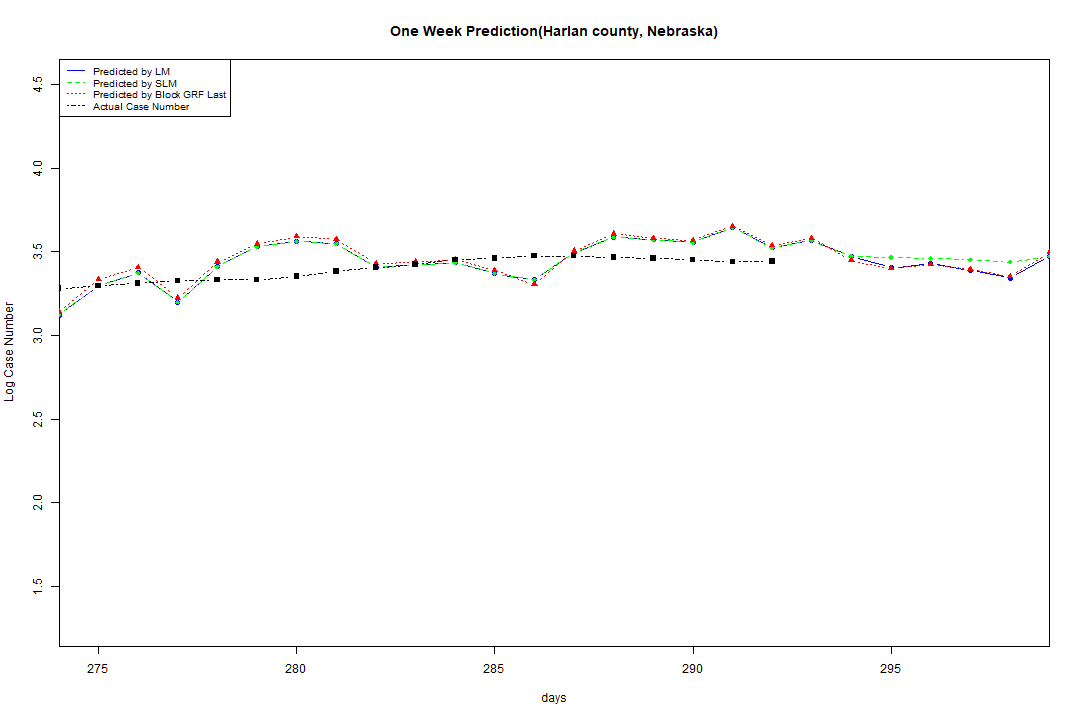 One Week Prediction(Harlan county, Nebraska)
Predicted by LM
Predicted by SLM
Predicted by Block GRF Last
Actual Case Number
4.5
4.0
3.5
3.0
2.5
2.0
1.5
Log Case Number
275 280 285 290 295
days